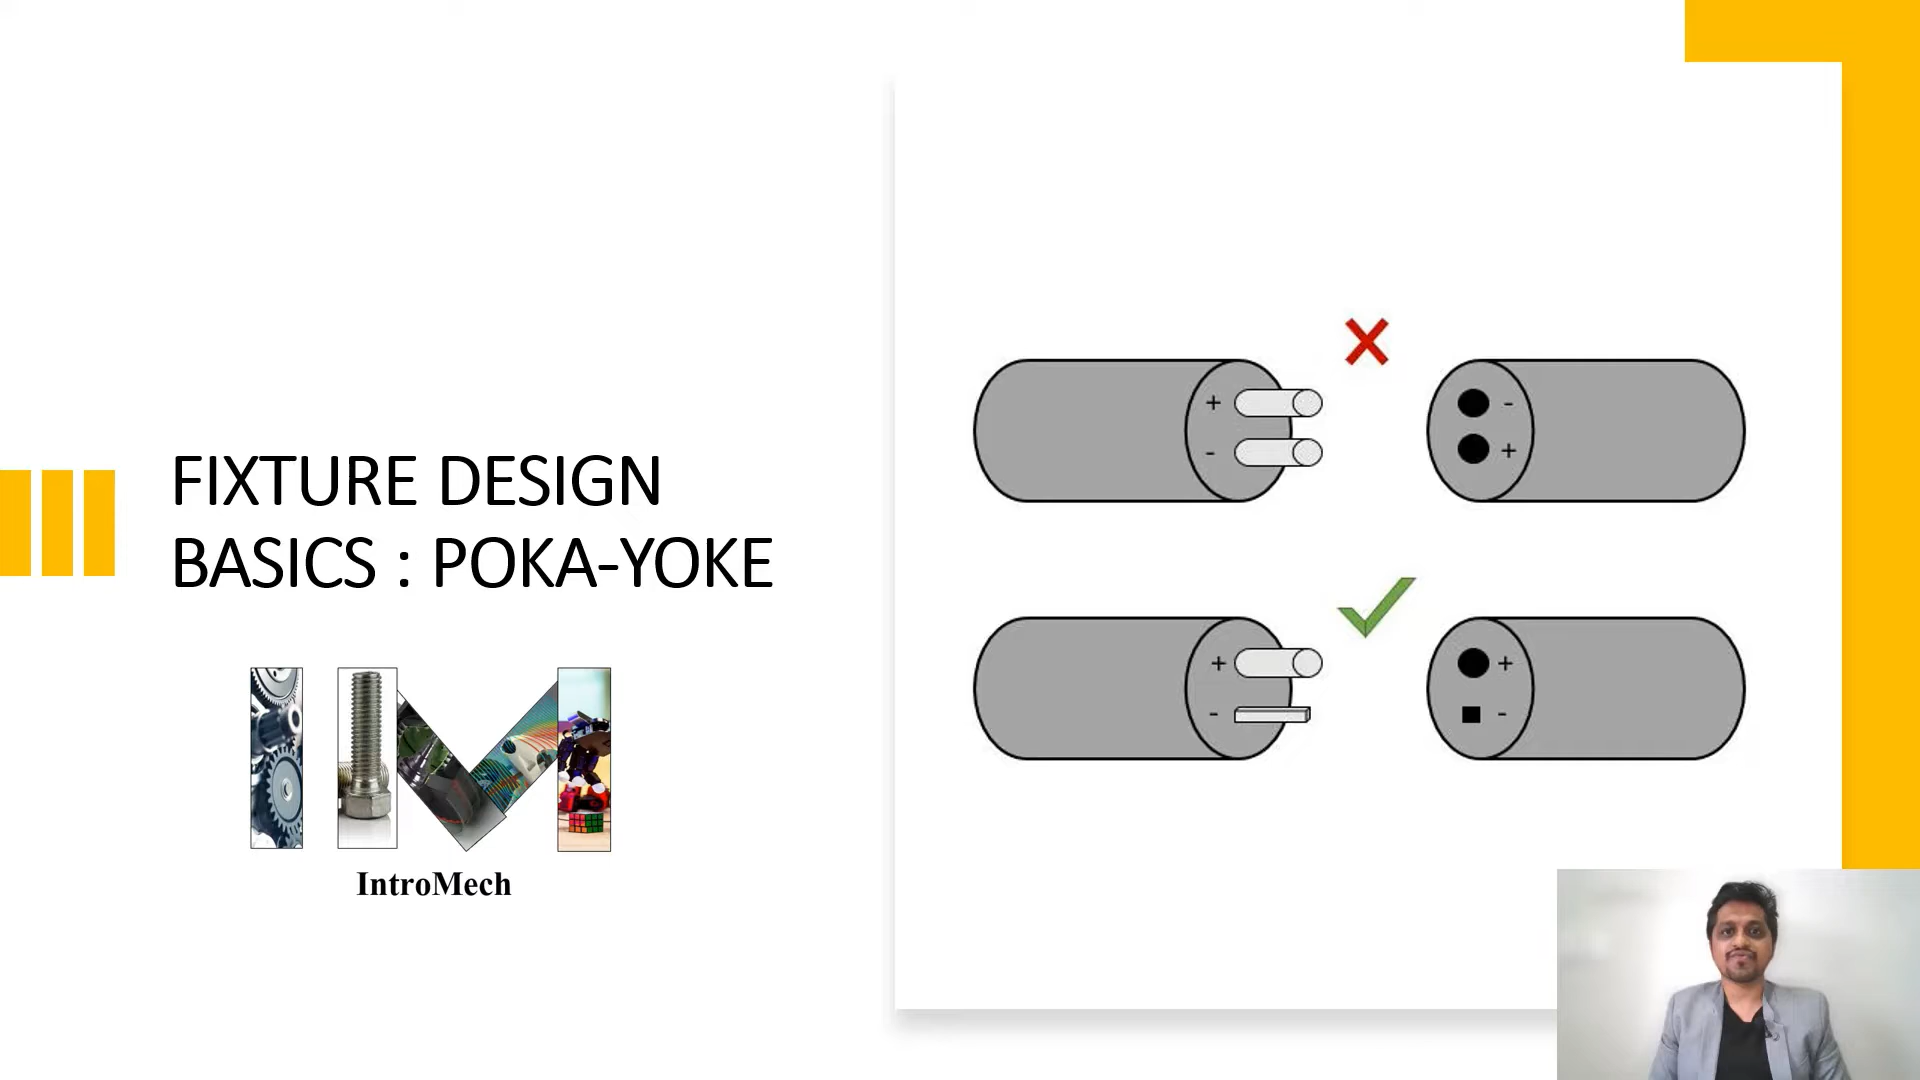 FIXTURE DESIGN
BASICS : POKA-YOKE
IntroMech
+
-
-
+
+
-
+
-